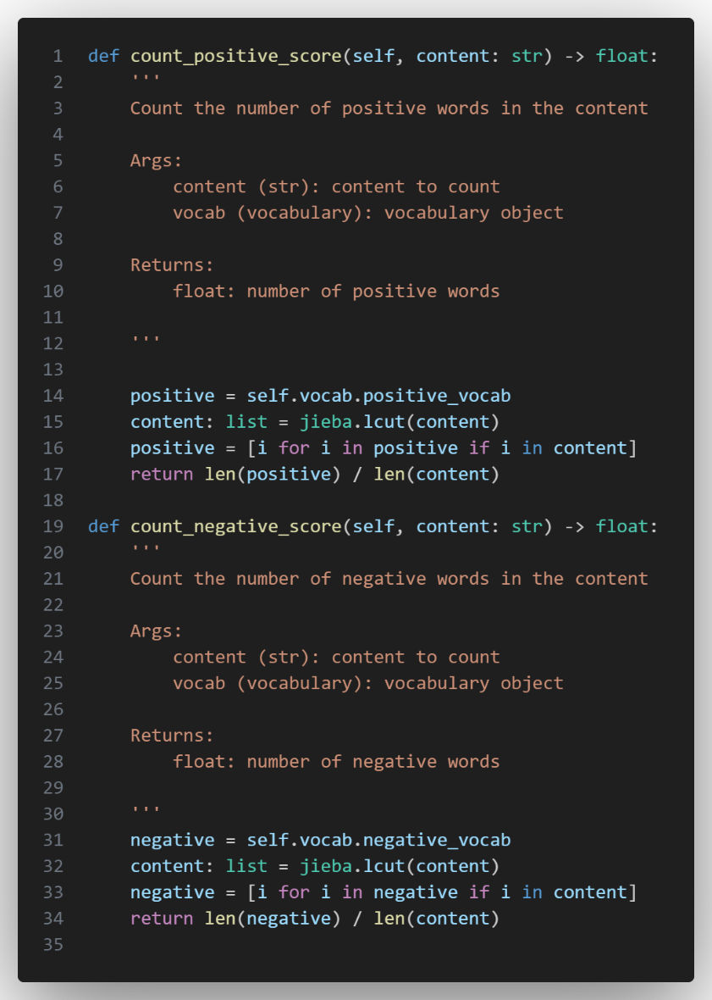 1 def count_positive_score(self, content: str) -> float:
2     '''
3     Count the number of positive words in the content
4
5     Args:
6         content (str): content to count
7         vocab (vocabulary): vocabulary object
8
9     Returns:
10         float: number of positive words
11
12     '''
13
14     positive = self.vocab.positive_vocab
15     content: list = jieba.lcut(content)
16     positive = [i for i in positive if i in content]
17     return len(positive) / len(content)
18
19 def count_negative_score(self, content: str) -> float:
20     '''
21     Count the number of negative words in the content
22
23     Args:
24         content (str): content to count
25         vocab (vocabulary): vocabulary object
26
27     Returns:
28         float: number of negative words
29
30     '''
31     negative = self.vocab.negative_vocab
32     content: list = jieba.lcut(content)
33     negative = [i for i in negative if i in content]
34     return len(negative) / len(content)
35